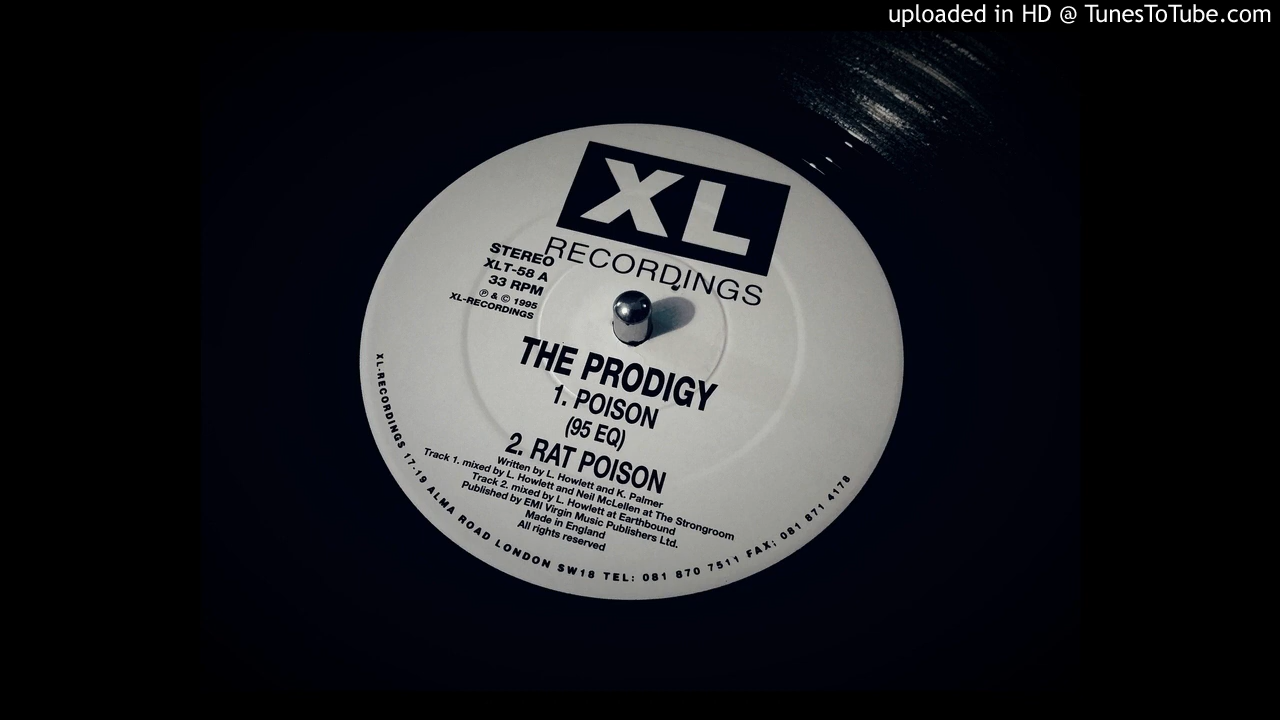 uploaded in HD @ TunesToTube.com
XL
RECORDINGS
STEREO
XLT-58 A
33 RPM
℗ & © 1995
XL-RECORDINGS
THE PRODIGY
1. POISON
(95 EQ)
2. RAT POISON
Written by L. Howlett and K. Palmer
Track 1. mixed by L. Howlett and Neil McLellen at The Strongroom
Track 2. mixed by L. Howlett at Earthbound
Published by EMI Virgin Music Publishers Ltd.
Made in England
All rights reserved
XL-RECORDINGS 17-19 ALMA ROAD LONDON SW18 TEL: 081 870 7511 FAX: 081 871 4178